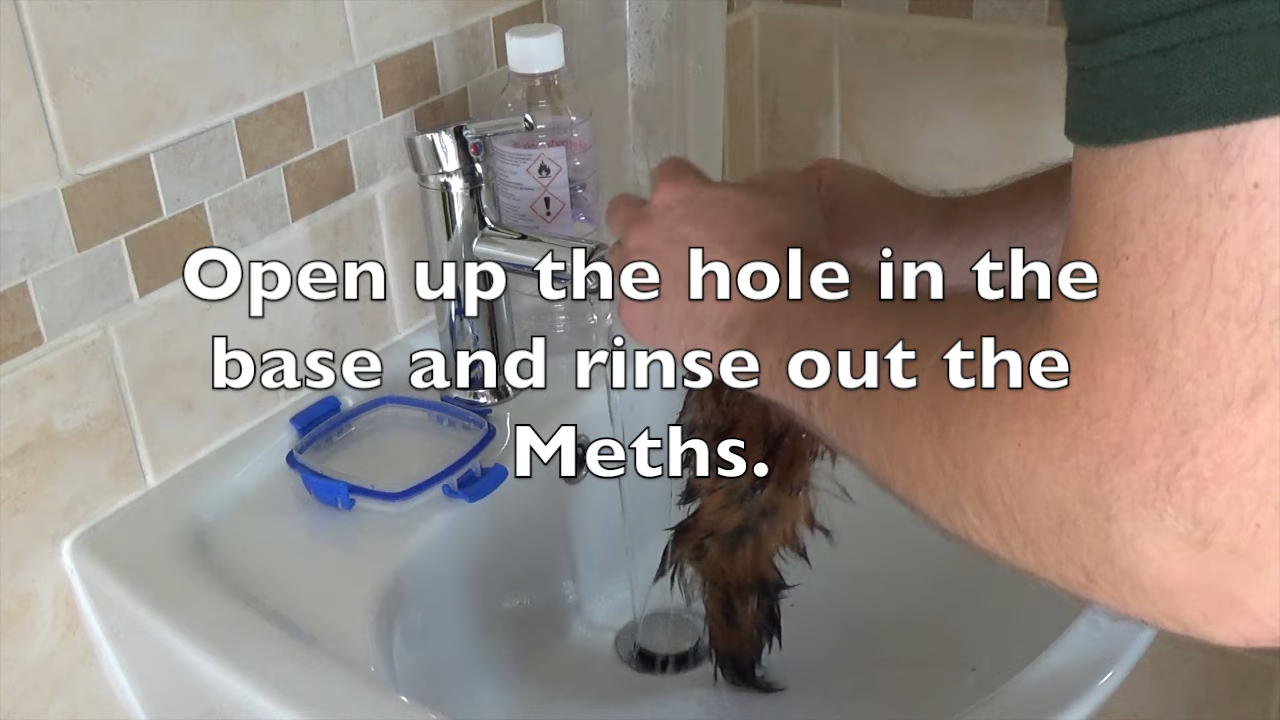 Open up the hole in the
base and rinse out the
Meths.